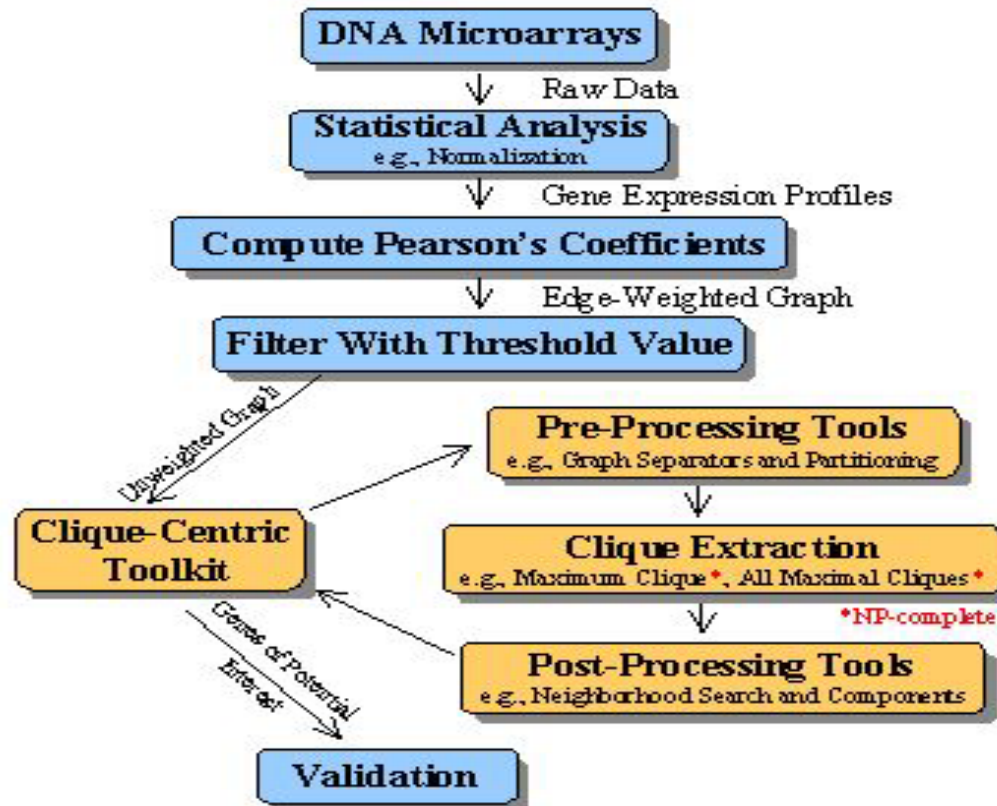 DNA Microarrays
Raw Data
Statistical Analysis
e.g., Normalization
Gene Expression Profiles
Compute Pearson's Coefficients
Edge-Weighted Graph
Filter With Threshold Value
Unweighted Graph
Pre-Processing Tools
e.g., Graph Separators and Partitioning
Clique-Centric
Toolkit
Clique Extraction
e.g., Maximum Clique*, All Maximal Cliques*
*NP-complete
Post-Processing Tools
e.g., Neighborhood Search and Components
Genes of Potential
Interest
Validation